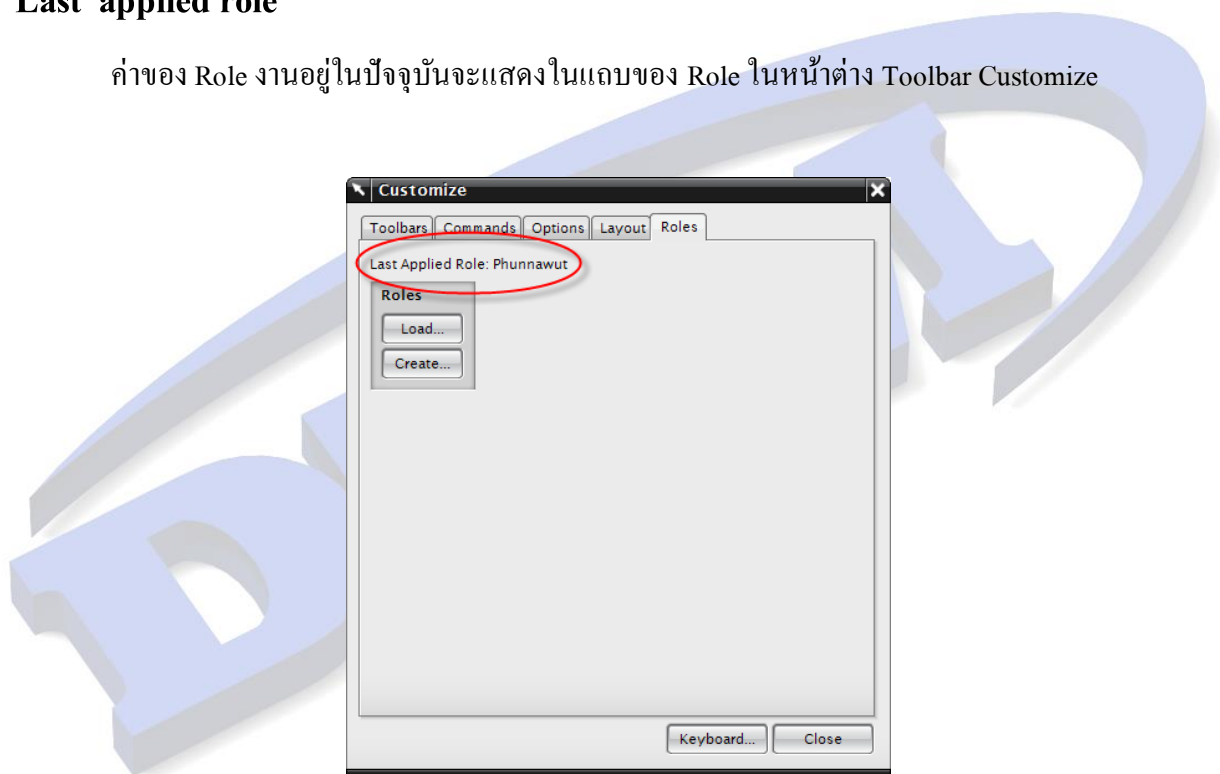 Last applied role
ค่าของ Role งานอยู่ในปัจจุบันจะแสดงในแถบของ Role ในหน้าต่าง Toolbar Customize
Customize
Toolbars Commands Options Layout Roles
Last Applied Role: Phunnawut
Roles
Load...
Create...
Keyboard... Close